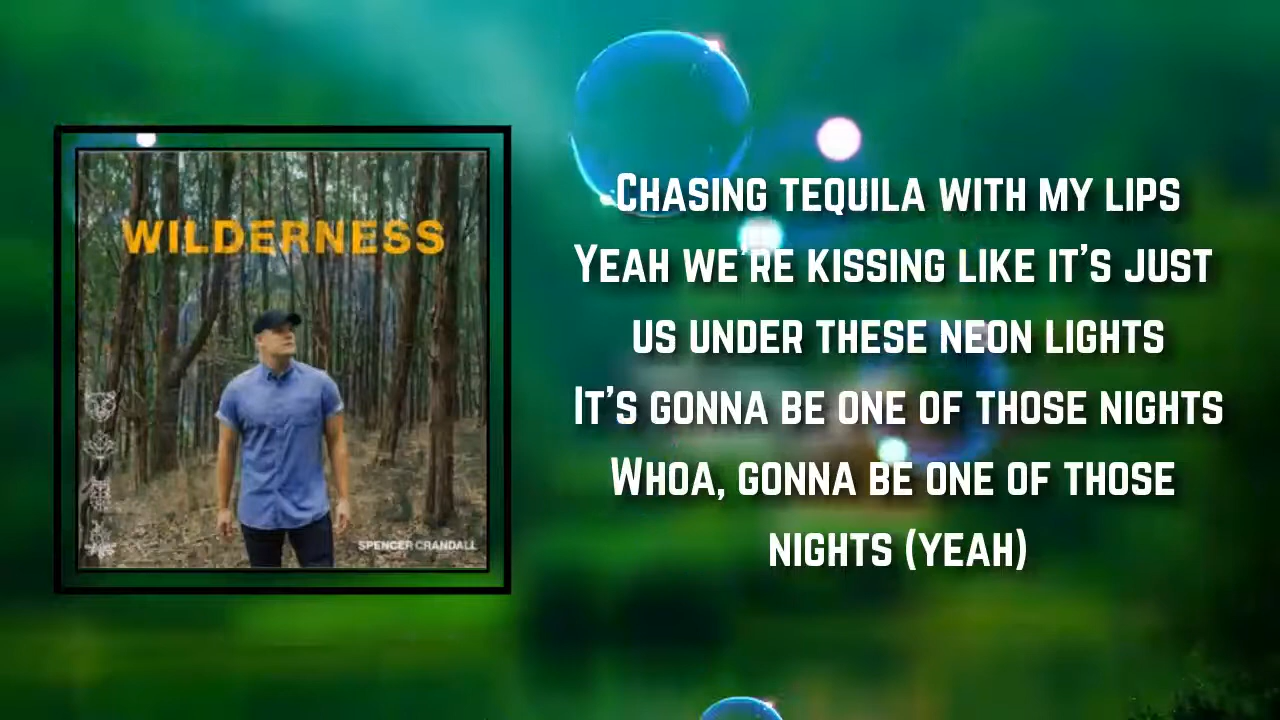 WILDERNESS
SPENCER CRANDALL
Chasing tequila with my lips
Yeah we're kissing like it's just
us under these neon lights
It's gonna be one of those nights
Whoa, gonna be one of those
nights (yeah)